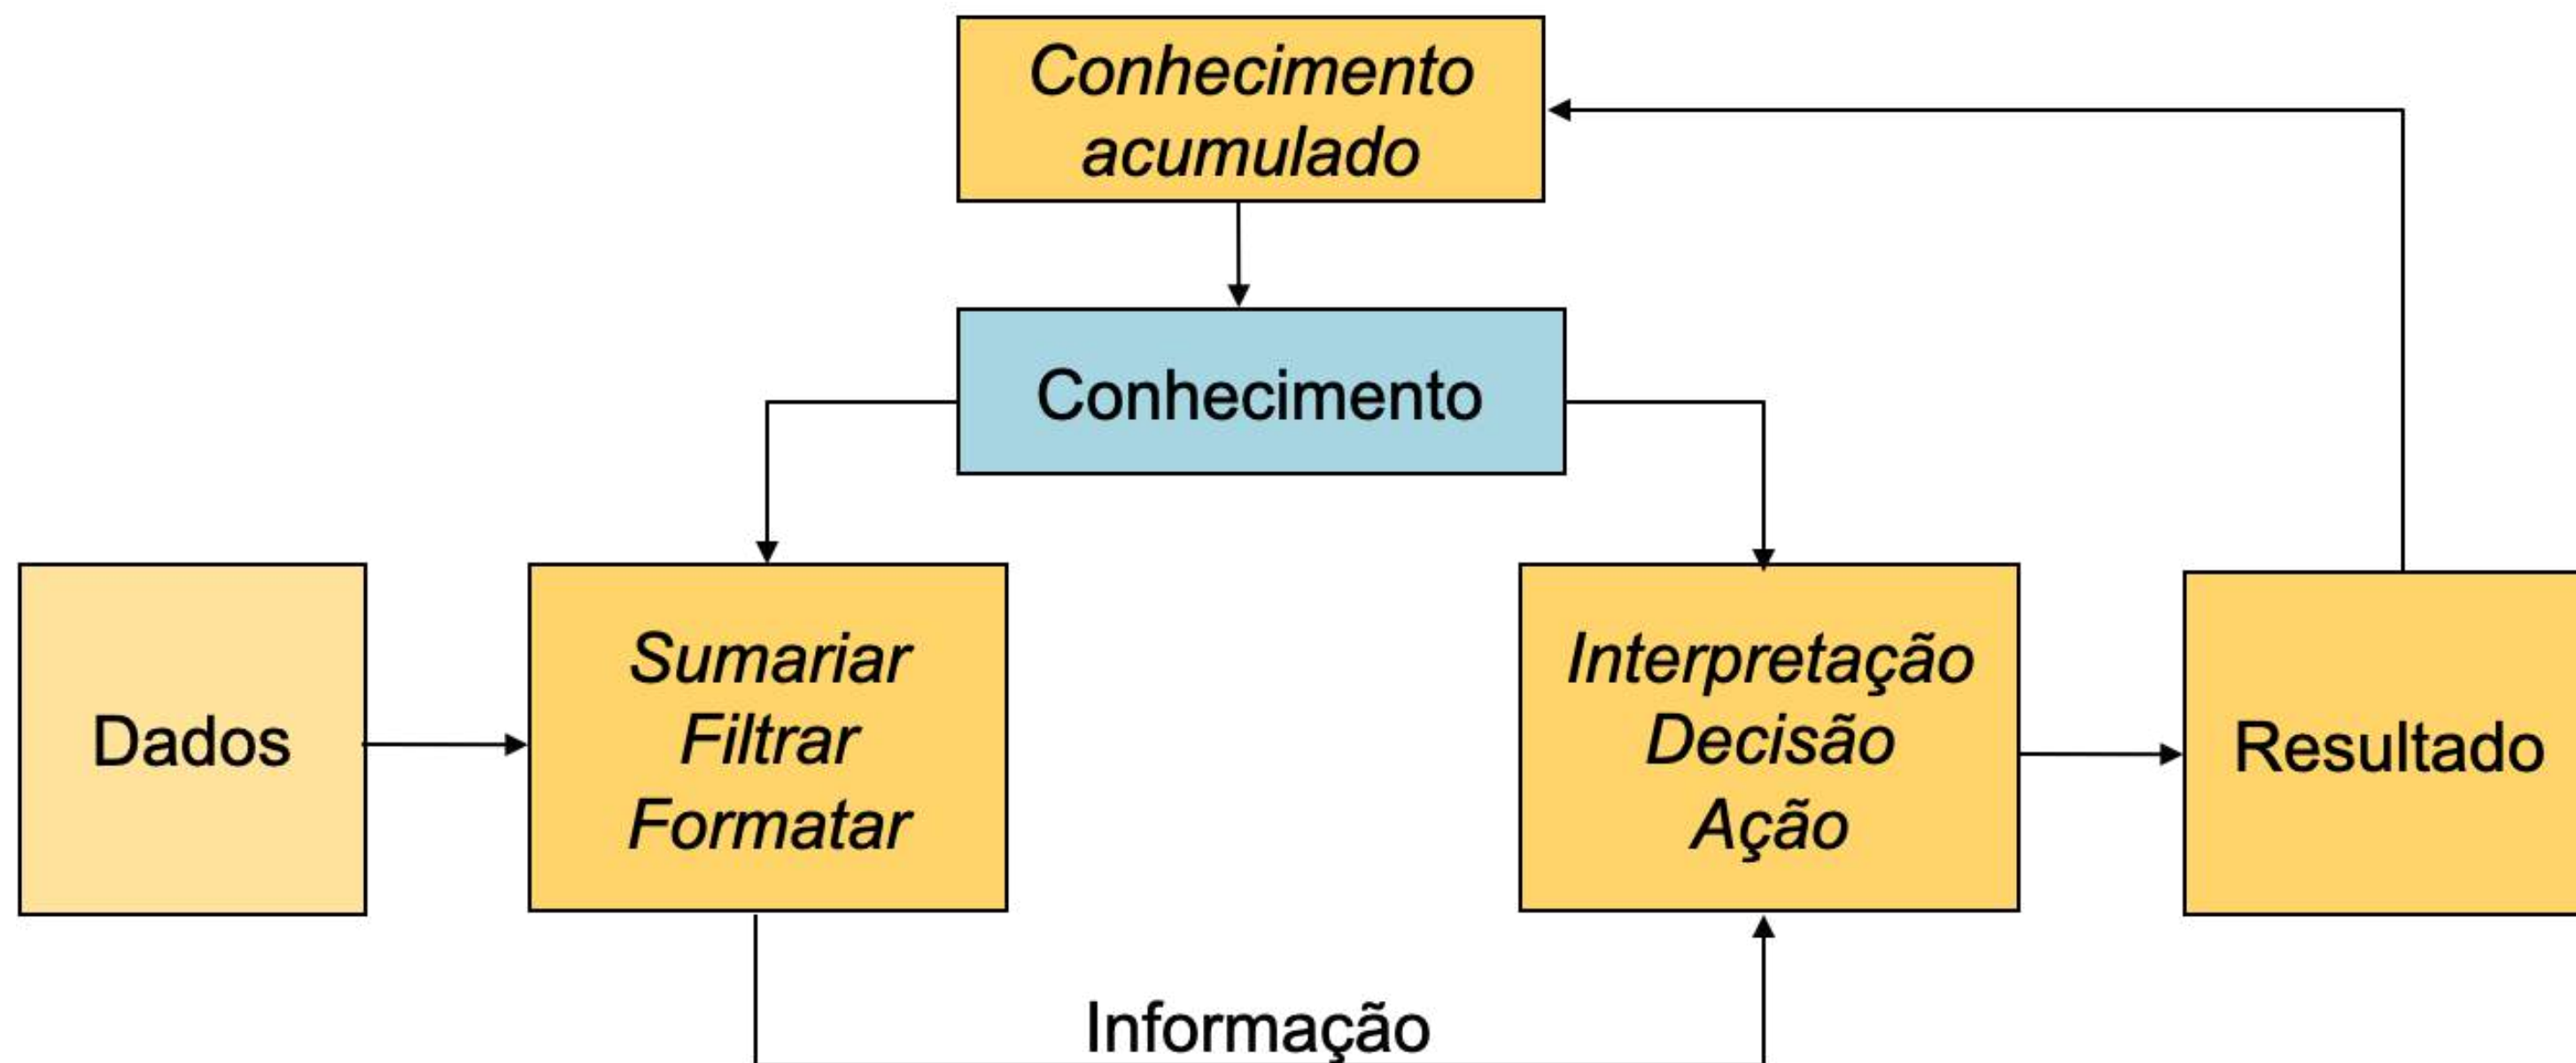 Conhecimento
acumulado
Conhecimento
Dados
Sumariar
Filtrar
Formatar
Interpretação
Decisão
Ação
Resultado
Informação